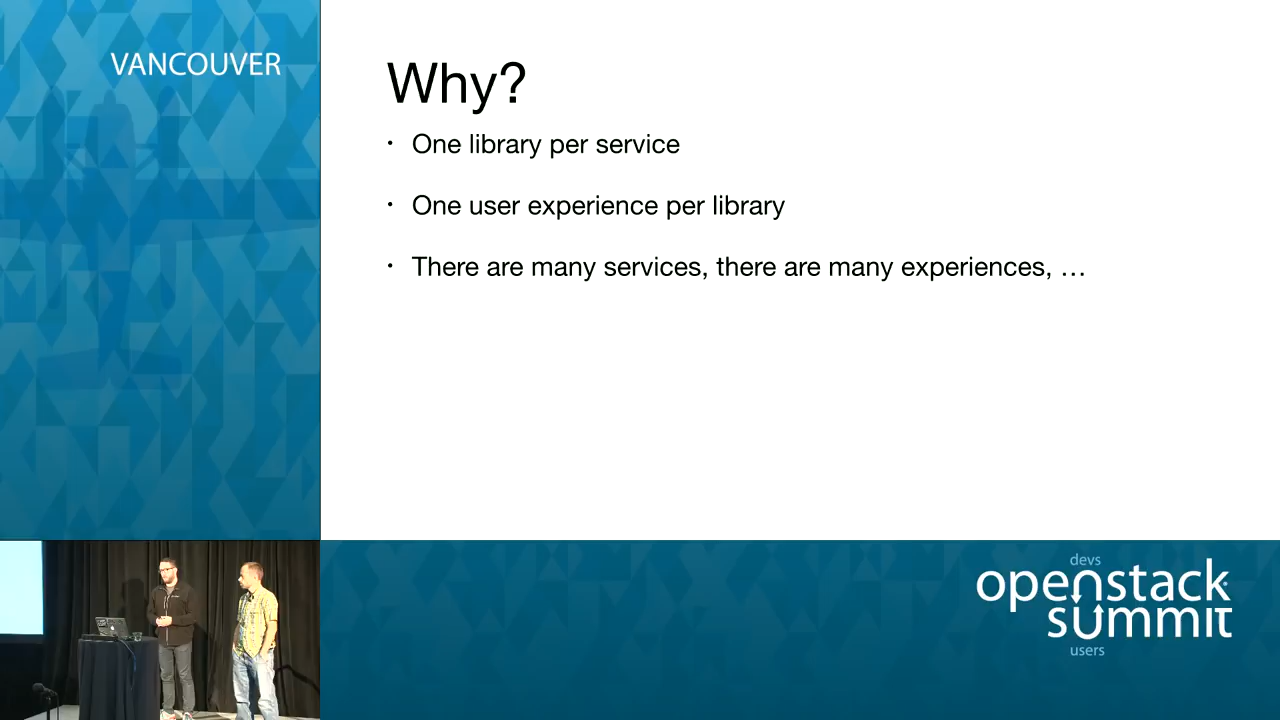 VANCOUVER
Why?
• One library per service
• One user experience per library
• There are many services, there are many experiences, …
devs
openstack
summit
users